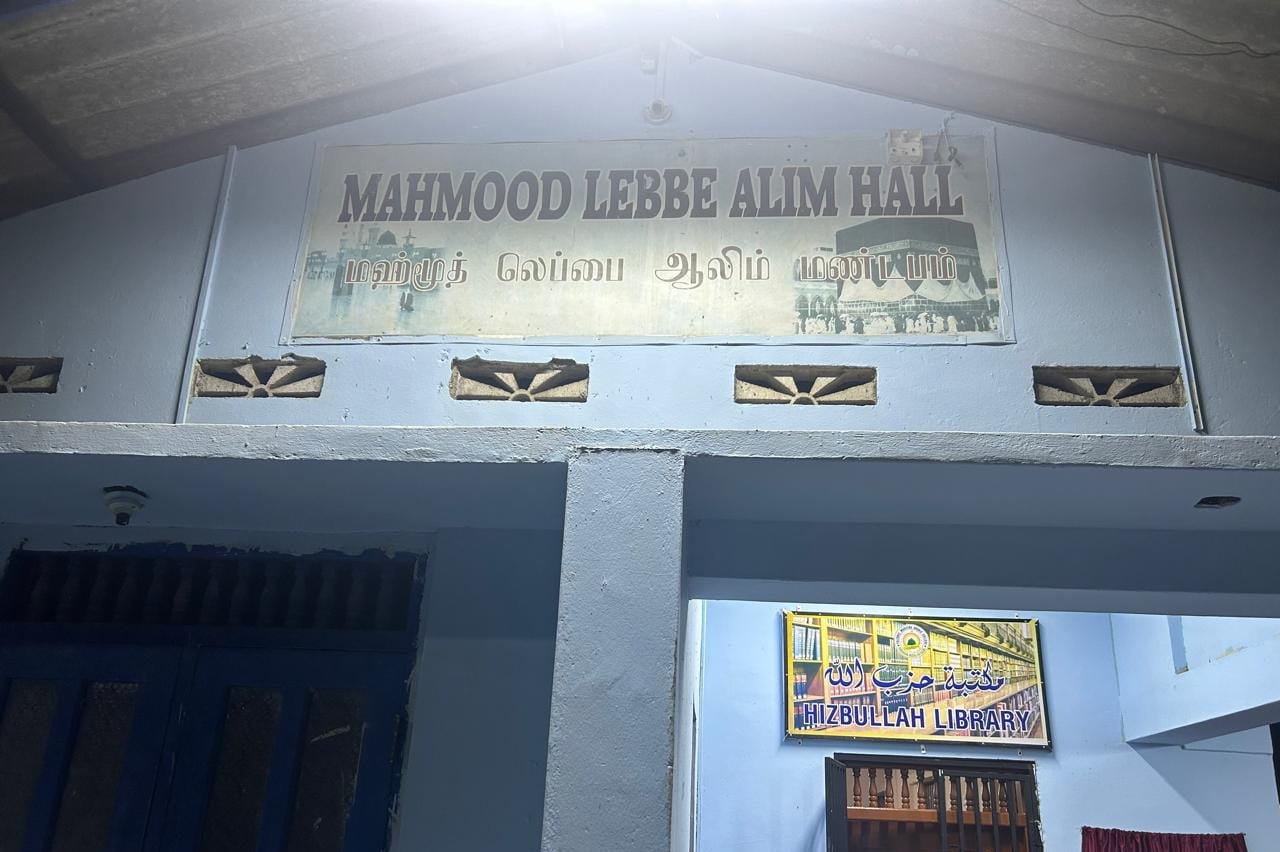 MAHMOOD LEBBE ALIM HALL
மஹ்மூத் லெப்பை ஆலிம் மண்டபம்
مكتبة حزب الله
HIZBULLAH LIBRARY